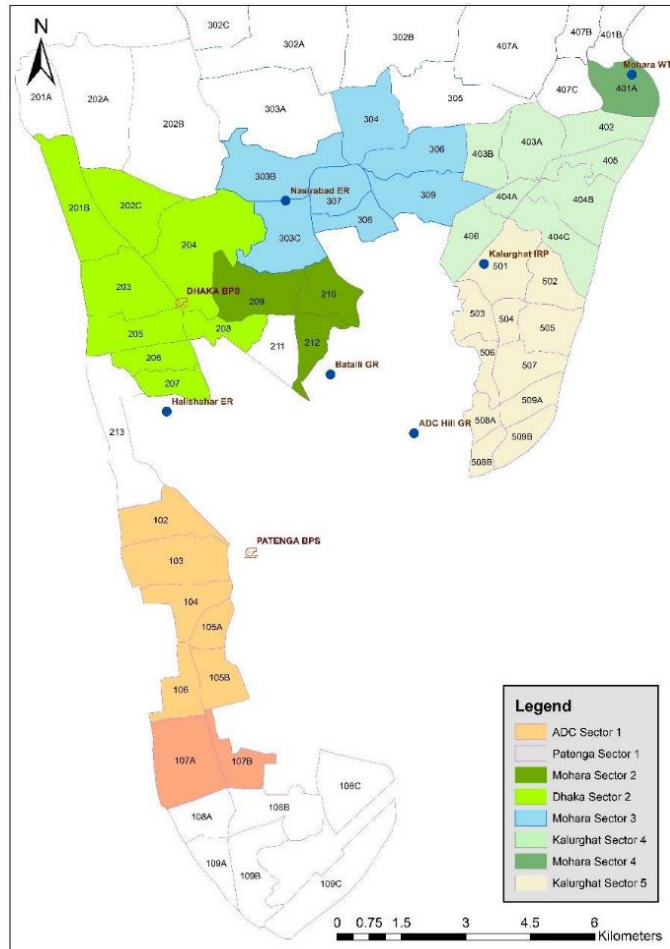 N
302C
302A
302B
407A
407B
401B
Mohara WT
201A
202A
202B
303A
304
305
407C
401A
402
403A
403B
306
405
303B
Nasirabad ER
307
309
404A
404B
201B
202C
204
303C
308
406
404C
Kalurghat IRP
501
502
203
DHAKA BPS
209
210
503
504
505
205
208
211
212
506
206
Batalli GR
507
207
Halishahar ER
509A
ADC Hill GR
508A
509B
508B
213
102
PATENGA BPS
103
104
105A
105B
106
107A
107B
108C
108A
108B
109A
109B
109C
Legend
ADC Sector 1
Patenga Sector 1
Mohara Sector 2
Dhaka Sector 2
Mohara Sector 3
Kalurghat Sector 4
Mohara Sector 4
Kalurghat Sector 5
0 0.75 1.5 3 4.5 6
Kilometers